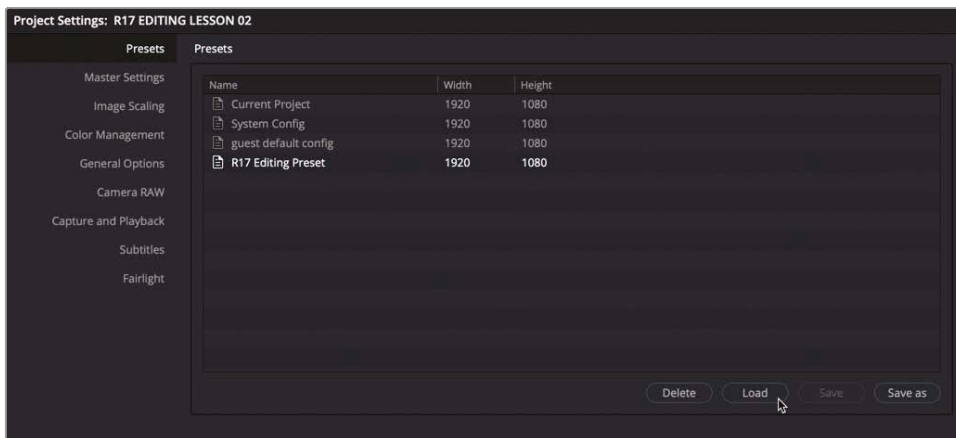 Project Settings: R17 EDITING LESSON 02
Presets
Master Settings
Image Scaling
Color Management
General Options
Camera RAW
Capture and Playback
Subtitles
Fairlight
Presets
Name Width Height
Current Project 1920 1080
System Config 1920 1080
guest default config 1920 1080
R17 Editing Preset 1920 1080
Delete Load Save Save as